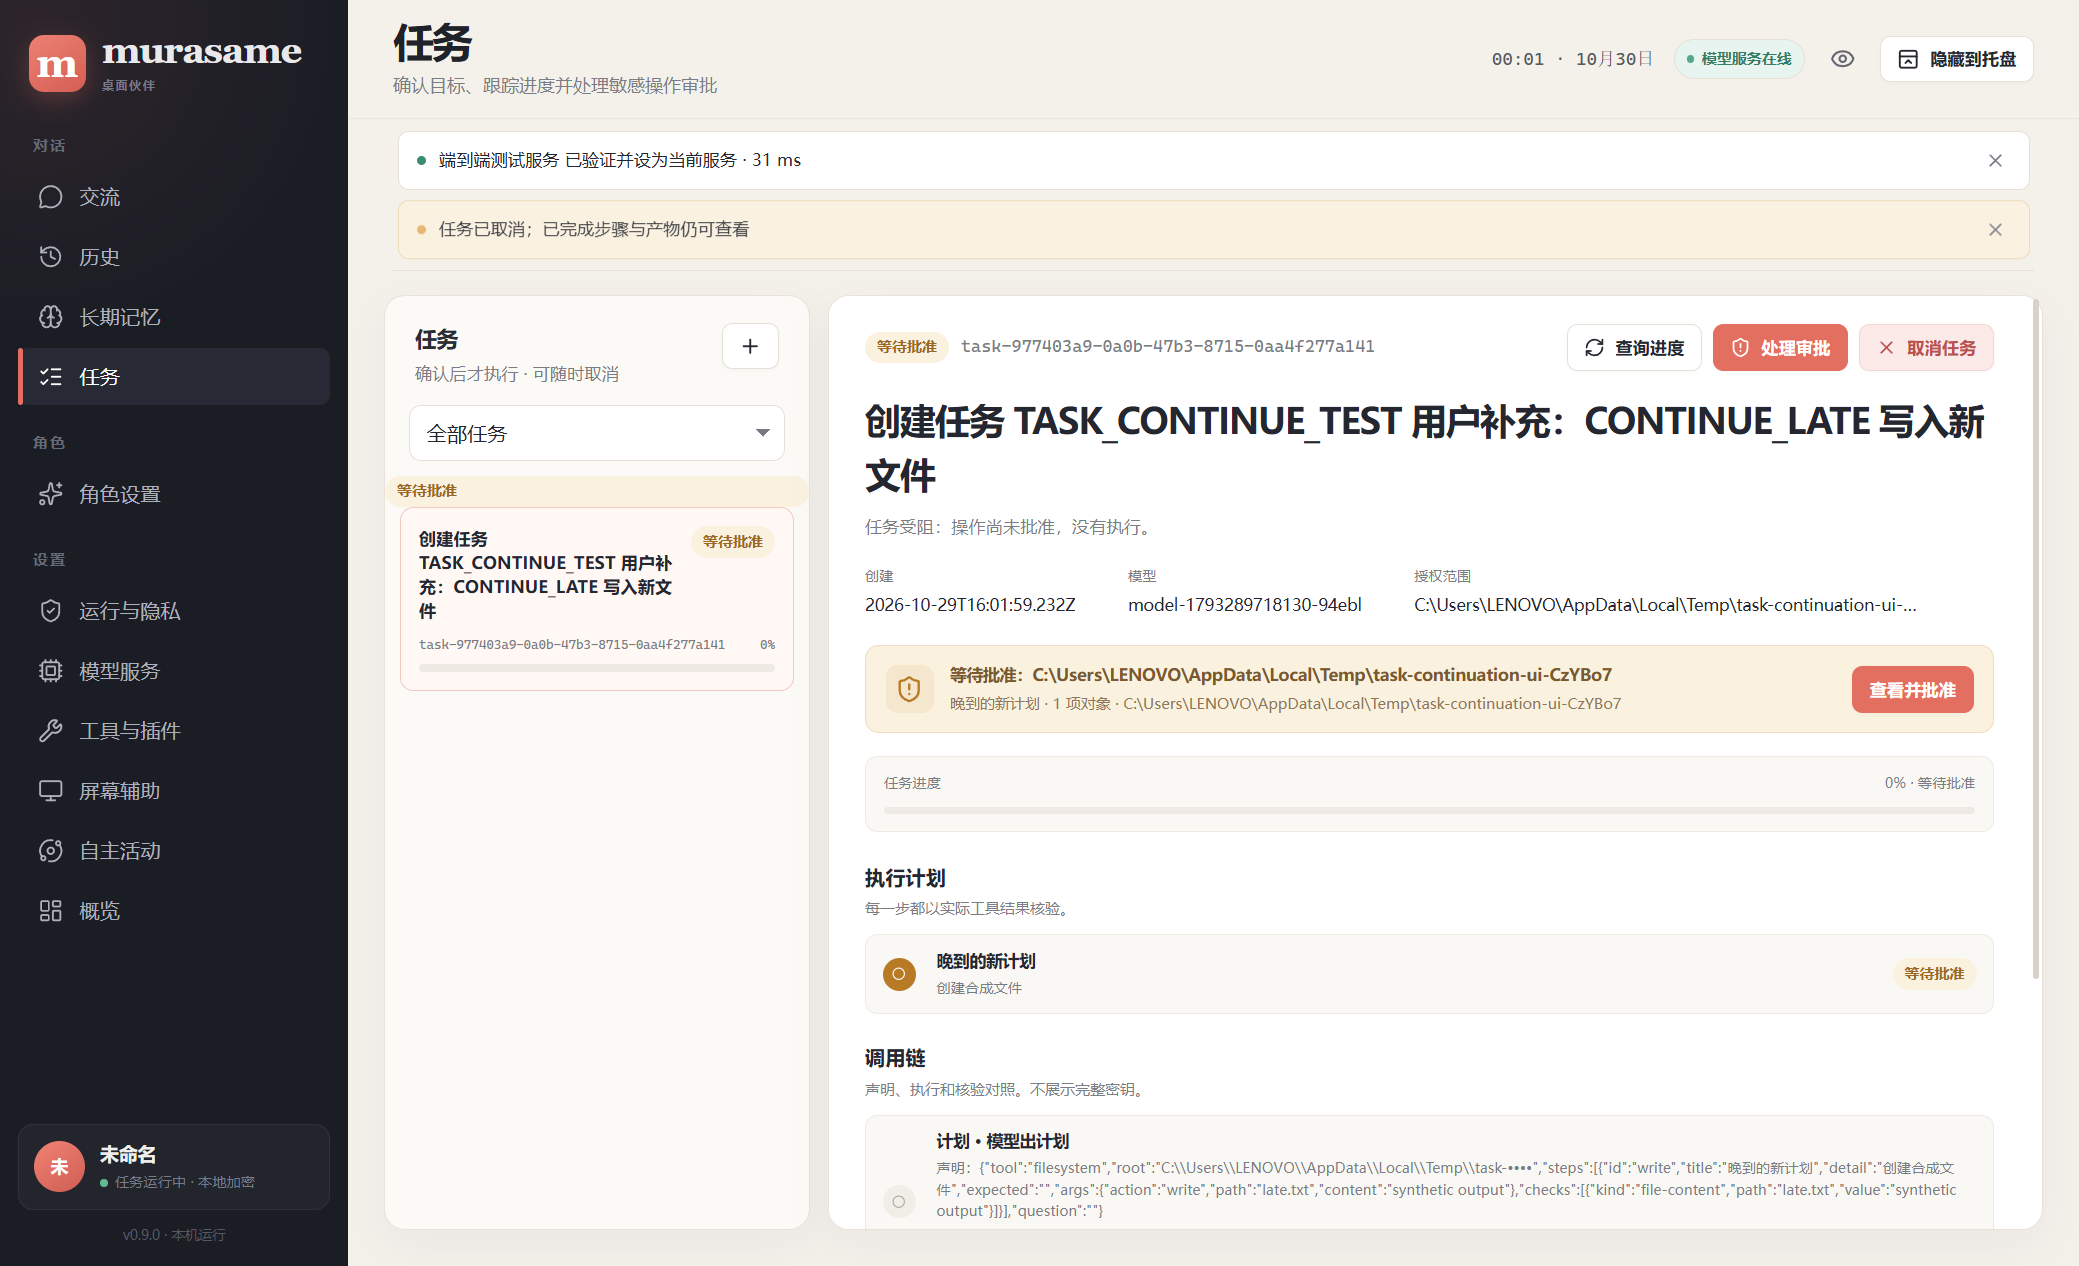 m
murasame
桌面伙伴
对话
交流
历史
长期记忆
任务
角色
角色设置
设置
运行与隐私
模型服务
工具与插件
屏幕辅助
自主活动
概览
未
未命名
任务运行中 · 本地加密
v0.9.0 · 本机运行
任务
确认目标、跟踪进度并处理敏感操作审批
00:01 · 10月30日
模型服务在线
隐藏到托盘
端到端测试服务 已验证并设为当前服务 · 31 ms
任务已取消；已完成步骤与产物仍可查看
任务
确认后才执行 · 可随时取消
全部任务
等待批准
创建任务
TASK_CONTINUE_TEST 用户补
充：CONTINUE_LATE 写入新文
件
等待批准
task-977403a9-0a0b-47b3-8715-0aa4f277a141 0%
等待批准 task-977403a9-0a0b-47b3-8715-0aa4f277a141
查询进度
处理审批
取消任务
创建任务 TASK_CONTINUE_TEST 用户补充：CONTINUE_LATE 写入新
文件
任务受阻：操作尚未批准，没有执行。
创建
2026-10-29T16:01:59.232Z
模型
model-1793289718130-94ebl
授权范围
C:\Users\LENOVO\AppData\Local\Temp\task-continuation-ui-...
等待批准：C:\Users\LENOVO\AppData\Local\Temp\task-continuation-ui-CzYBo7
晚到的新计划 · 1 项对象 · C:\Users\LENOVO\AppData\Local\Temp\task-continuation-ui-CzYBo7
查看并批准
任务进度
0% · 等待批准
执行计划
每一步都以实际工具结果核验。
晚到的新计划
创建合成文件
等待批准
调用链
声明、执行和核验对照。不展示完整密钥。
计划 • 模型出计划
声明：{"tool":"filesystem","root":"C:\\Users\\LENOVO\\AppData\\Local\\Temp\\task-••••","steps":[{"id":"write","title":"晚到的新计划","detail":"创建合成文
件","expected":"","args":{"action":"write","path":"late.txt","content":"synthetic output"},"checks":[{"kind":"file-content","path":"late.txt","value":"synthetic
output"}]}],"question":""}